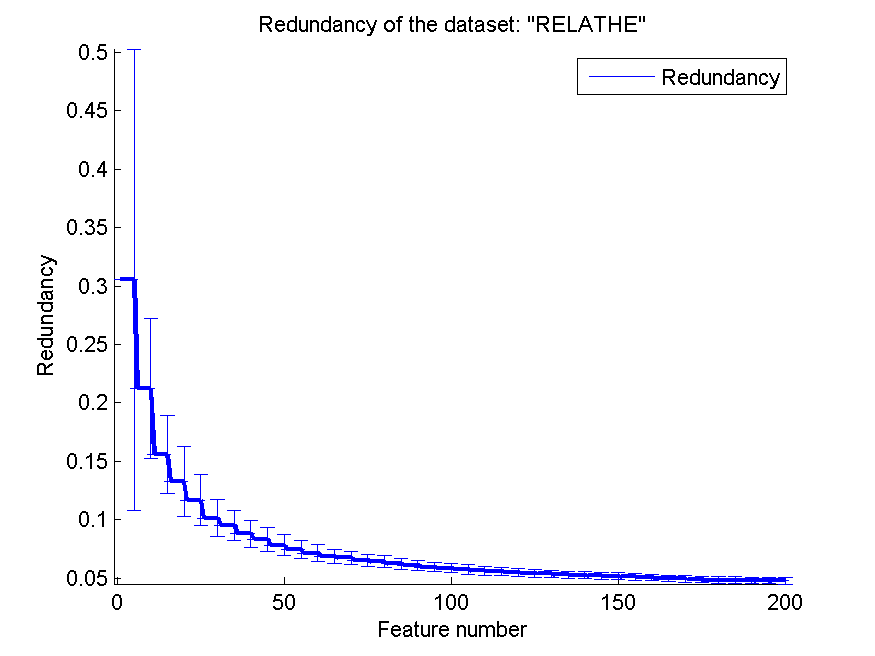 Redundancy of the dataset: "RELATHE"
Redundancy
0.5
0.45
0.4
0.35
0.3
0.25
0.2
0.15
0.1
0.05
Redundancy
0 50 100 150 200
Feature number